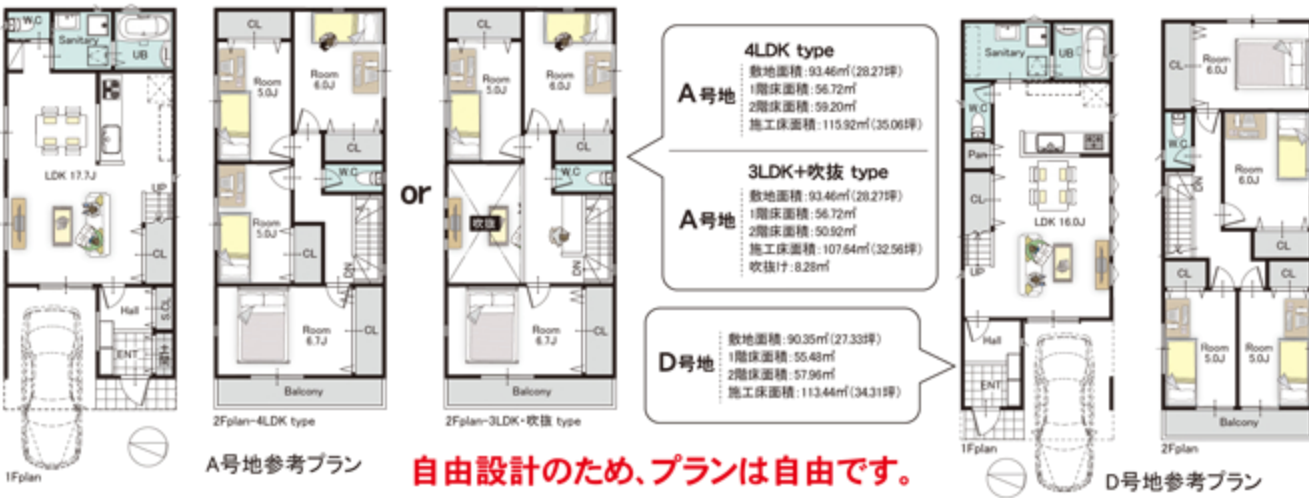 W.C
Sanitary
UB
LDK 17.7J
UP
CL
Hall
S.CL
ENT
1Fplan
CL
Room
5.0J
Room
6.0J
CL
W.C
Room
5.0J
CL
DN
Room
6.7J
CL
Balcony
2Fplan-4LDK type
A号地参考プラン
or
CL
Room
5.0J
Room
6.0J
CL
W.C
吹抜
DN
Room
6.7J
CL
Balcony
2Fplan-3LDK・吹抜 type
4LDK type
A号地
敷地面積:93.46㎡(28.27坪)
1階床面積:56.72㎡
2階床面積:59.20㎡
施工床面積:115.92㎡(35.06坪)
3LDK+吹抜 type
A号地
敷地面積:93.46㎡(28.27坪)
1階床面積:56.72㎡
2階床面積:50.92㎡
施工床面積:107.64㎡(32.56坪)
吹抜け:8.28㎡
D号地
敷地面積:90.35㎡(27.33坪)
1階床面積:55.48㎡
2階床面積:57.96㎡
施工床面積:113.44㎡(34.31坪)
自由設計のため、プランは自由です。
Sanitary
UB
W.C
Pan
CL
LDK 16.0J
UP
Hall
ENT
1Fplan
CL
Room
6.0J
W.C
DN
Room
6.0J
CL
CL
CL
Room
5.0J
Room
5.0J
Balcony
2Fplan
D号地参考プラン